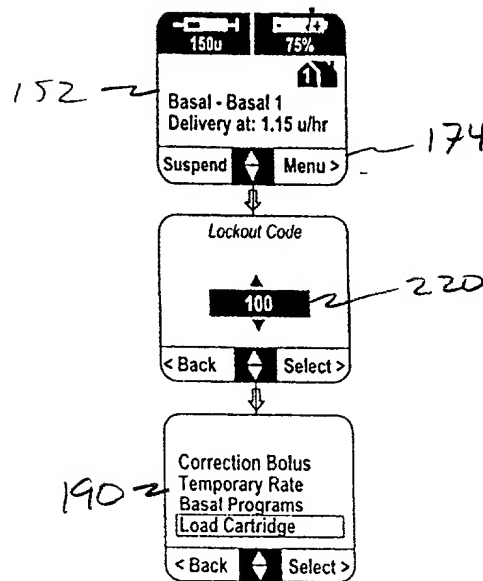 150u 75%
1
152
Basal - Basal 1
Delivery at: 1.15 u/hr
174
Suspend Menu >
Lockout Code
100
220
< Back Select >
Correction Bolus
Temporary Rate
190
Basal Programs
Load Cartridge
< Back Select >